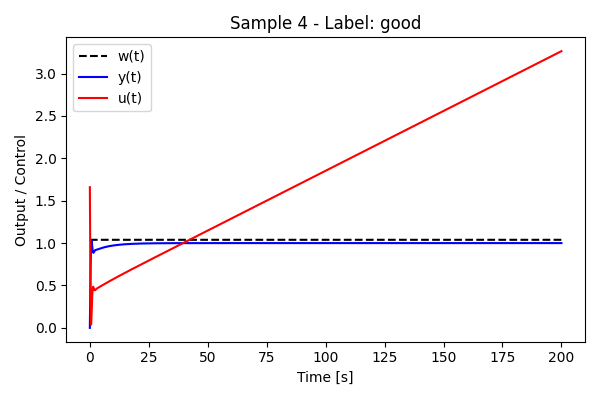 Sample 4 - Label: good
w(t)
y(t)
u(t)
Output / Control
3.0
2.5
2.0
1.5
1.0
0.5
0.0
0 25 50 75 100 125 150 175 200
Time [s]